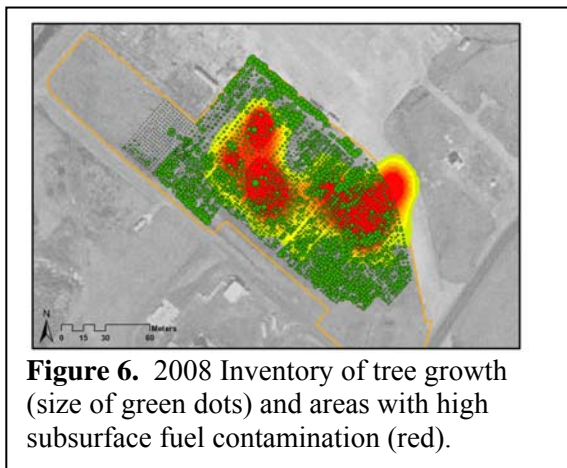 N
Meters
0 15 30 60
Figure 6. 2008 Inventory of tree growth
(size of green dots) and areas with high
subsurface fuel contamination (red).